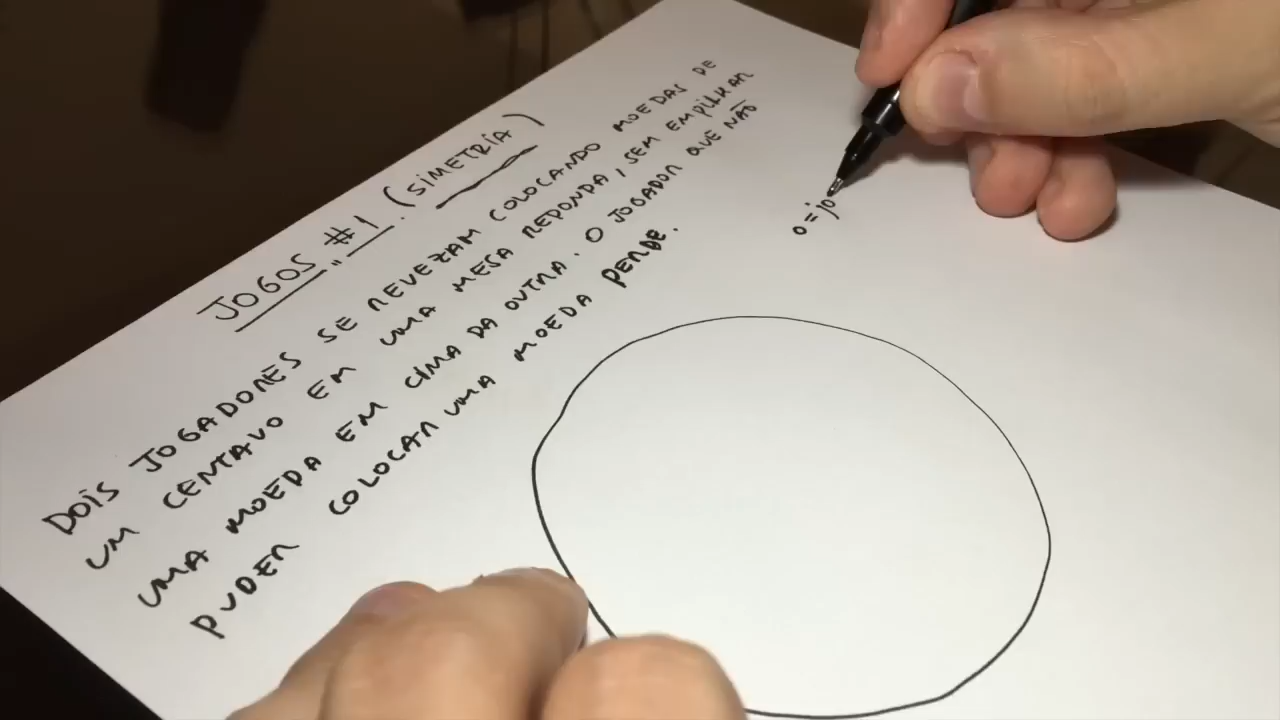 JOGOS #1. (SIMETRIA)
DOIS JOGADORES SE REVEZAM COLOCANDO MOEDAS DE
UM CENTAVO EM UMA MESA REDONDA, SEM EMPILHAR
UMA MOEDA EM CIMA DA OUTRA. O JOGADOR QUE NÃO
PUDER COLOCAR UMA MOEDA PERDE.
o = jo